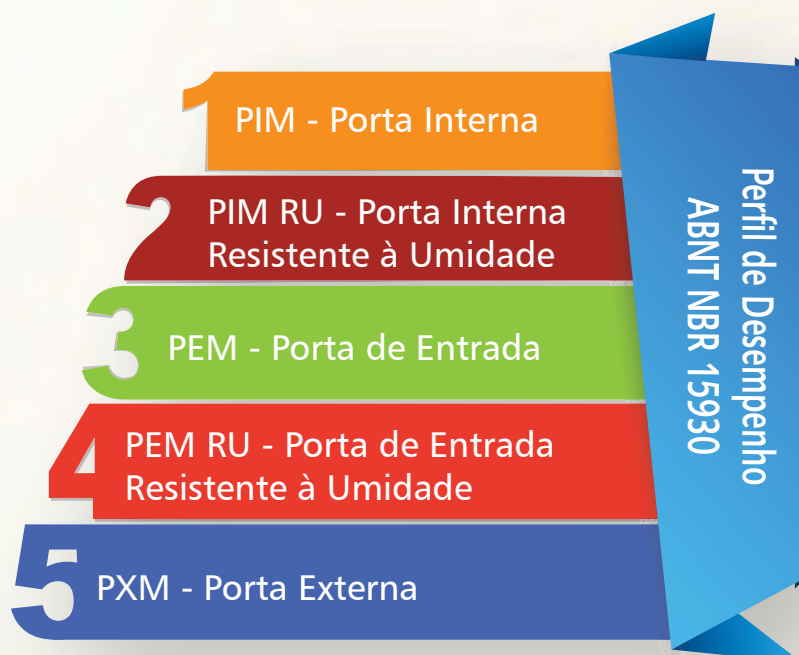 1 PIM - Porta Interna
2 PIM RU - Porta Interna
Resistente à Umidade
3 PEM - Porta de Entrada
4 PEM RU - Porta de Entrada
Resistente à Umidade
5 PXM - Porta Externa
Perfil de Desempenho
ABNT NBR 15930